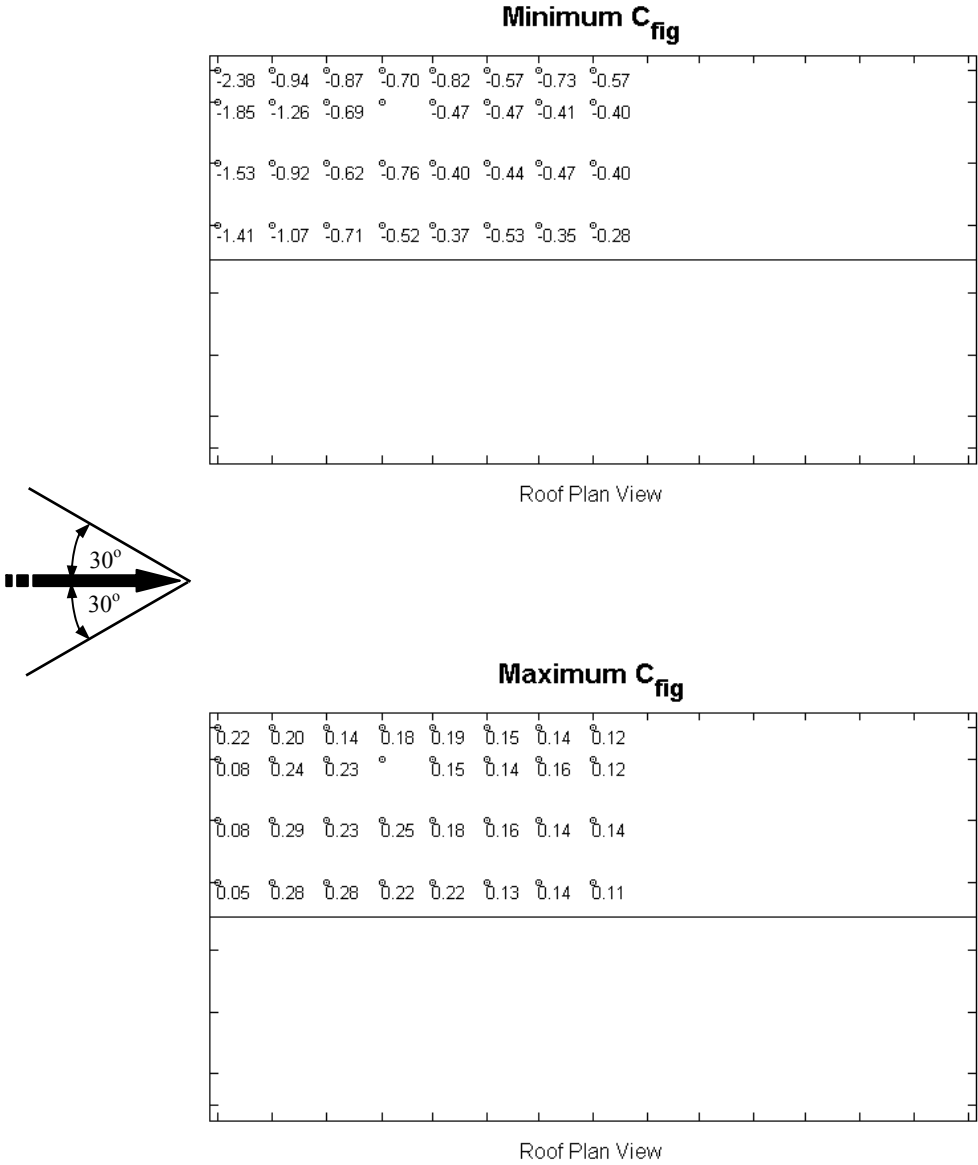 Minimum C_fig
-2.38 -0.94 -0.87 -0.70 -0.82 -0.57 -0.73 -0.57
-1.85 -1.26 -0.69 -0.47 -0.47 -0.41 -0.40
-1.53 -0.92 -0.62 -0.76 -0.40 -0.44 -0.47 -0.40
-1.41 -1.07 -0.71 -0.52 -0.37 -0.53 -0.35 -0.28
Roof Plan View
30°
30°
Maximum C_fig
0.22 0.20 0.14 0.18 0.19 0.15 0.14 0.12
0.08 0.24 0.23 0.15 0.14 0.16 0.12
0.08 0.29 0.23 0.25 0.18 0.16 0.14 0.14
0.05 0.28 0.28 0.22 0.22 0.13 0.14 0.11
Roof Plan View